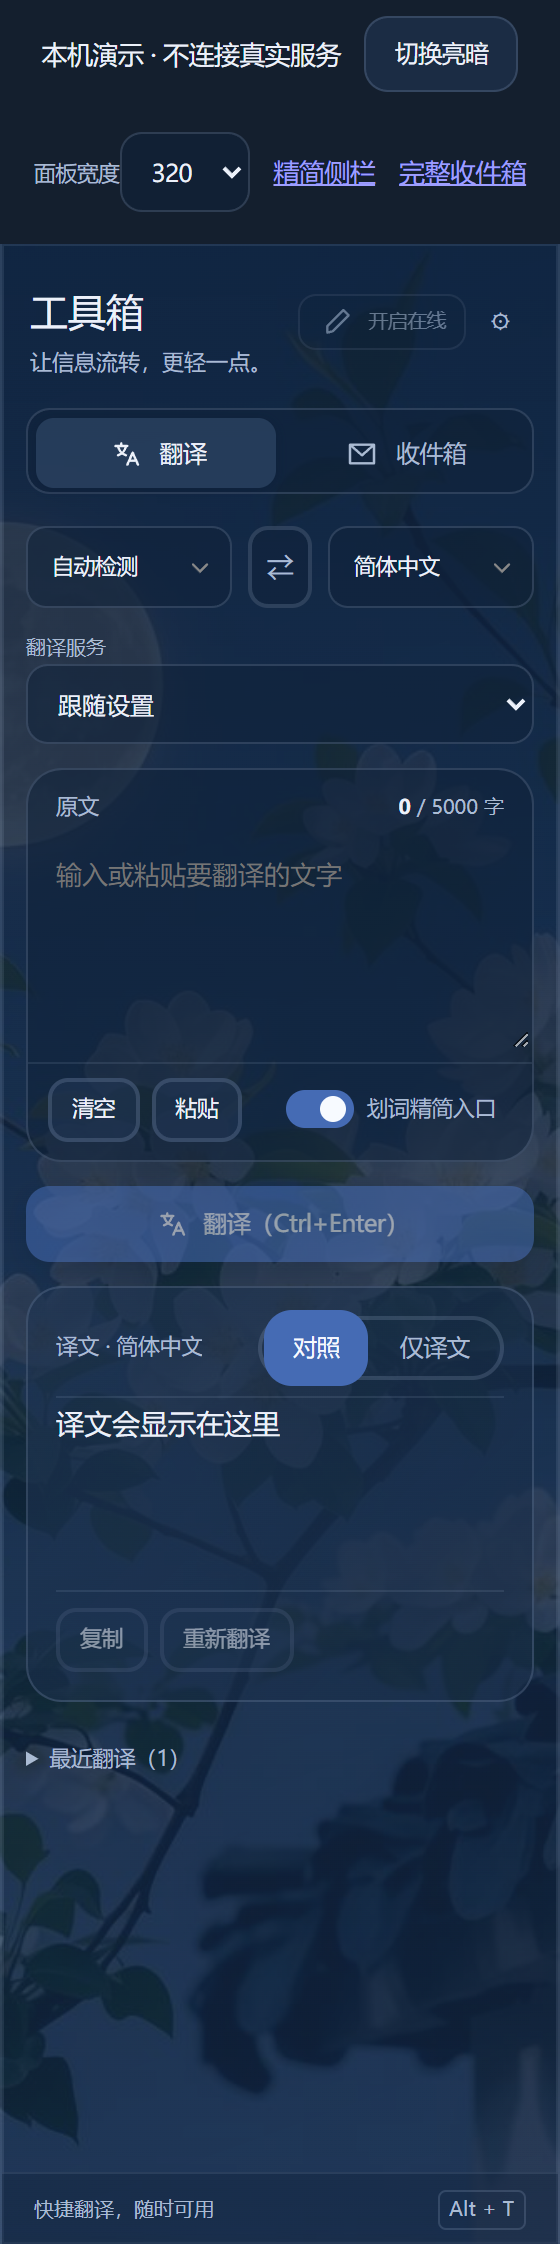 本机演示 · 不连接真实服务 切换亮暗
面板宽度 320 精简侧栏 完整收件箱
工具箱 开启在线
让信息流转，更轻一点。
翻译 收件箱
自动检测 简体中文
翻译服务
跟随设置
原文 0 / 5000 字
输入或粘贴要翻译的文字
清空 粘贴 划词精简入口
翻译（Ctrl+Enter）
译文 · 简体中文 对照 仅译文
译文会显示在这里
复制 重新翻译
最近翻译（1）
快捷翻译，随时可用 Alt + T